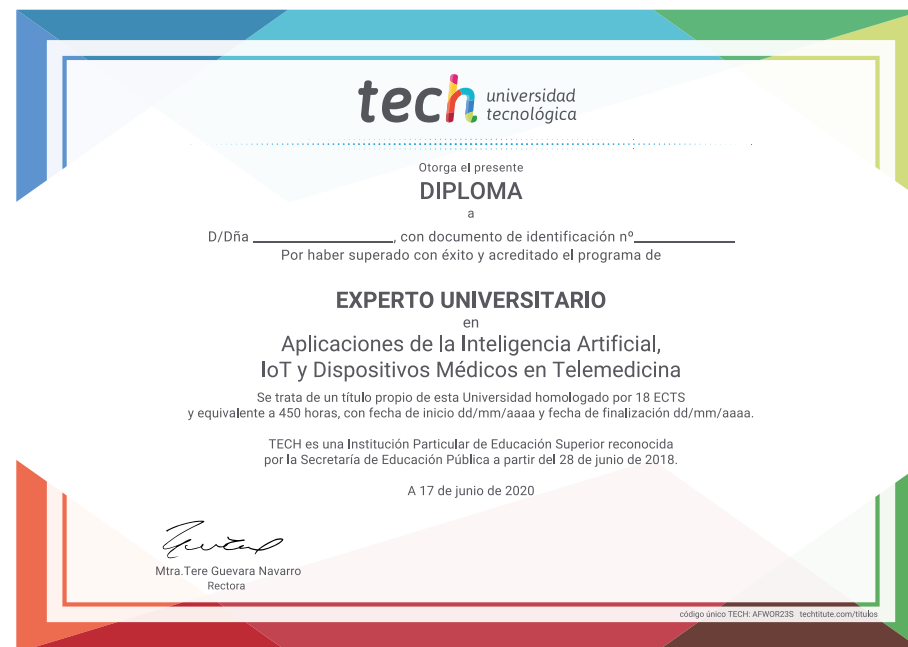 tech universidad
tecnológica
Otorga el presente
DIPLOMA
a
D/Dña ____________, con documento de identificación nº____________
Por haber superado con éxito y acreditado el programa de
EXPERTO UNIVERSITARIO
en
Aplicaciones de la Inteligencia Artificial,
IoT y Dispositivos Médicos en Telemedicina
Se trata de un título propio de esta Universidad homologado por 18 ECTS
y equivalente a 450 horas, con fecha de inicio dd/mm/aaaa y fecha de finalización dd/mm/aaaa.
TECH es una Institución Particular de Educación Superior reconocida
por la Secretaría de Educación Pública a partir del 28 de junio de 2018.
A 17 de junio de 2020
Mtra.Tere Guevara Navarro
Rectora
código único TECH: AFWOR23S techtitute.com/titulos